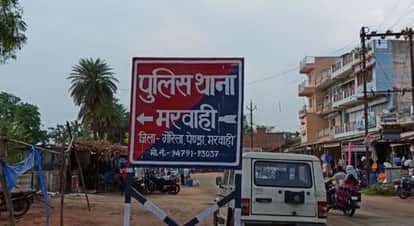 पुलिस थाना
मरवाही
जिला - गौरेला पेण्ड्रा मरवाही
मो. नं.- 94791-93037